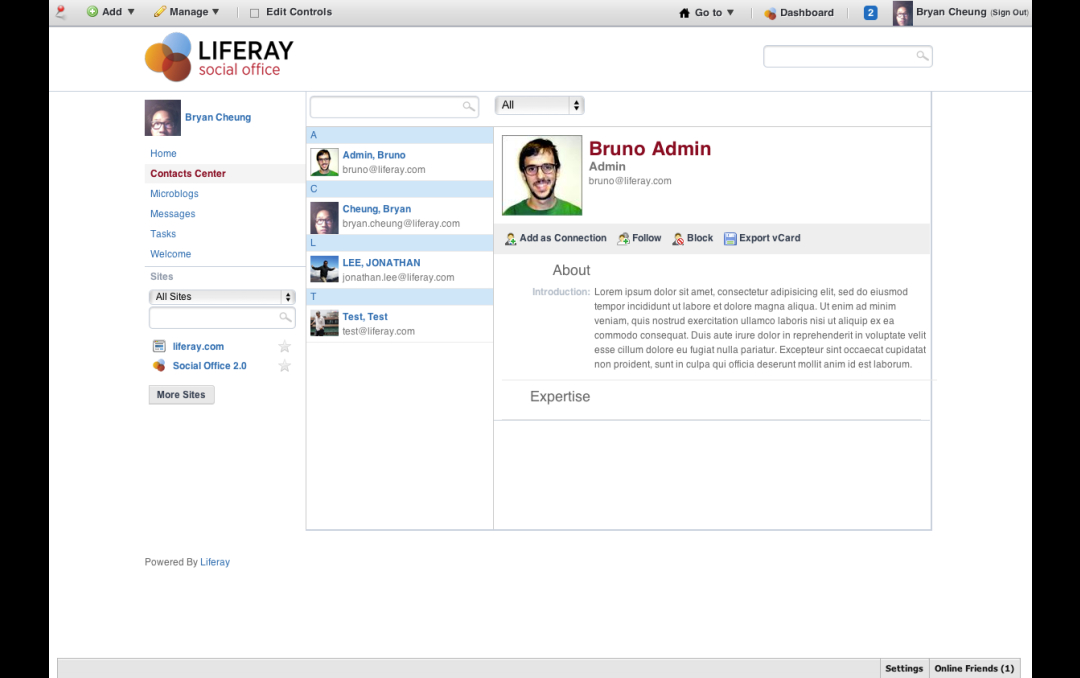 Add ▼ Manage ▼ Edit Controls Go to ▼ Dashboard 2 Bryan Cheung (Sign Out)
LIFERAY
social office
Bryan Cheung
Home
Contacts Center
Microblogs
Messages
Tasks
Welcome
Sites
All Sites
liferay.com
Social Office 2.0
More Sites
All
A
Admin, Bruno
bruno@liferay.com
C
Cheung, Bryan
bryan.cheung@liferay.com
L
LEE, JONATHAN
jonathan.lee@liferay.com
T
Test, Test
test@liferay.com
Bruno Admin
Admin
bruno@liferay.com
Add as Connection Follow Block Export vCard
About
Introduction: Lorem ipsum dolor sit amet, consectetur adipisicing elit, sed do eiusmod
tempor incididunt ut labore et dolore magna aliqua. Ut enim ad minim
veniam, quis nostrud exercitation ullamco laboris nisi ut aliquip ex ea
commodo consequat. Duis aute irure dolor in reprehenderit in voluptate velit
esse cillum dolore eu fugiat nulla pariatur. Excepteur sint occaecat cupidatat
non proident, sunt in culpa qui officia deserunt mollit anim id est laborum.
Expertise
Powered By Liferay
Settings Online Friends (1)